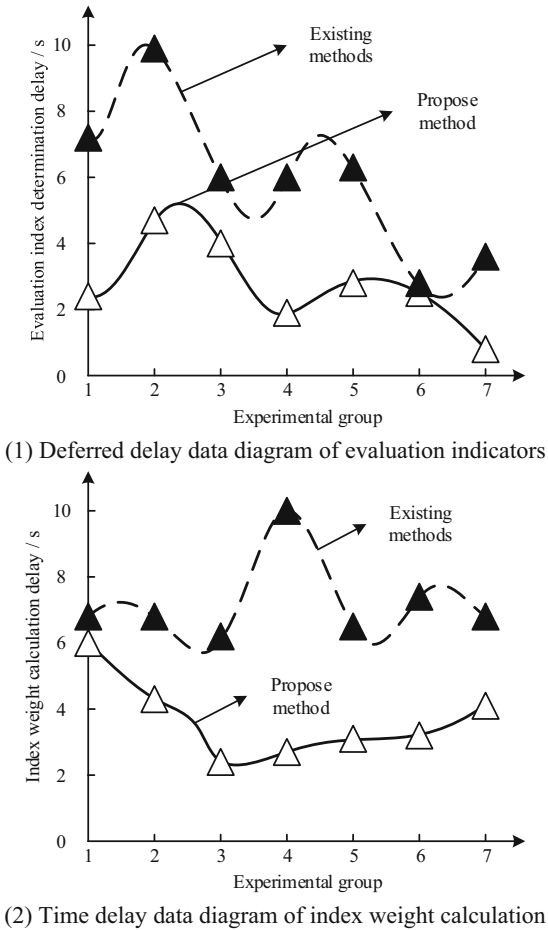 10
8
6
4
2
0
Evaluation index determination delay / s
Existing
methods
Propose
method
1 2 3 4 5 6 7
Experimental group
(1) Deferred delay data diagram of evaluation indicators
10
8
6
4
2
0
Index weight calculation delay / s
Existing
methods
Propose
method
1 2 3 4 5 6 7
Experimental group
(2) Time delay data diagram of index weight calculation